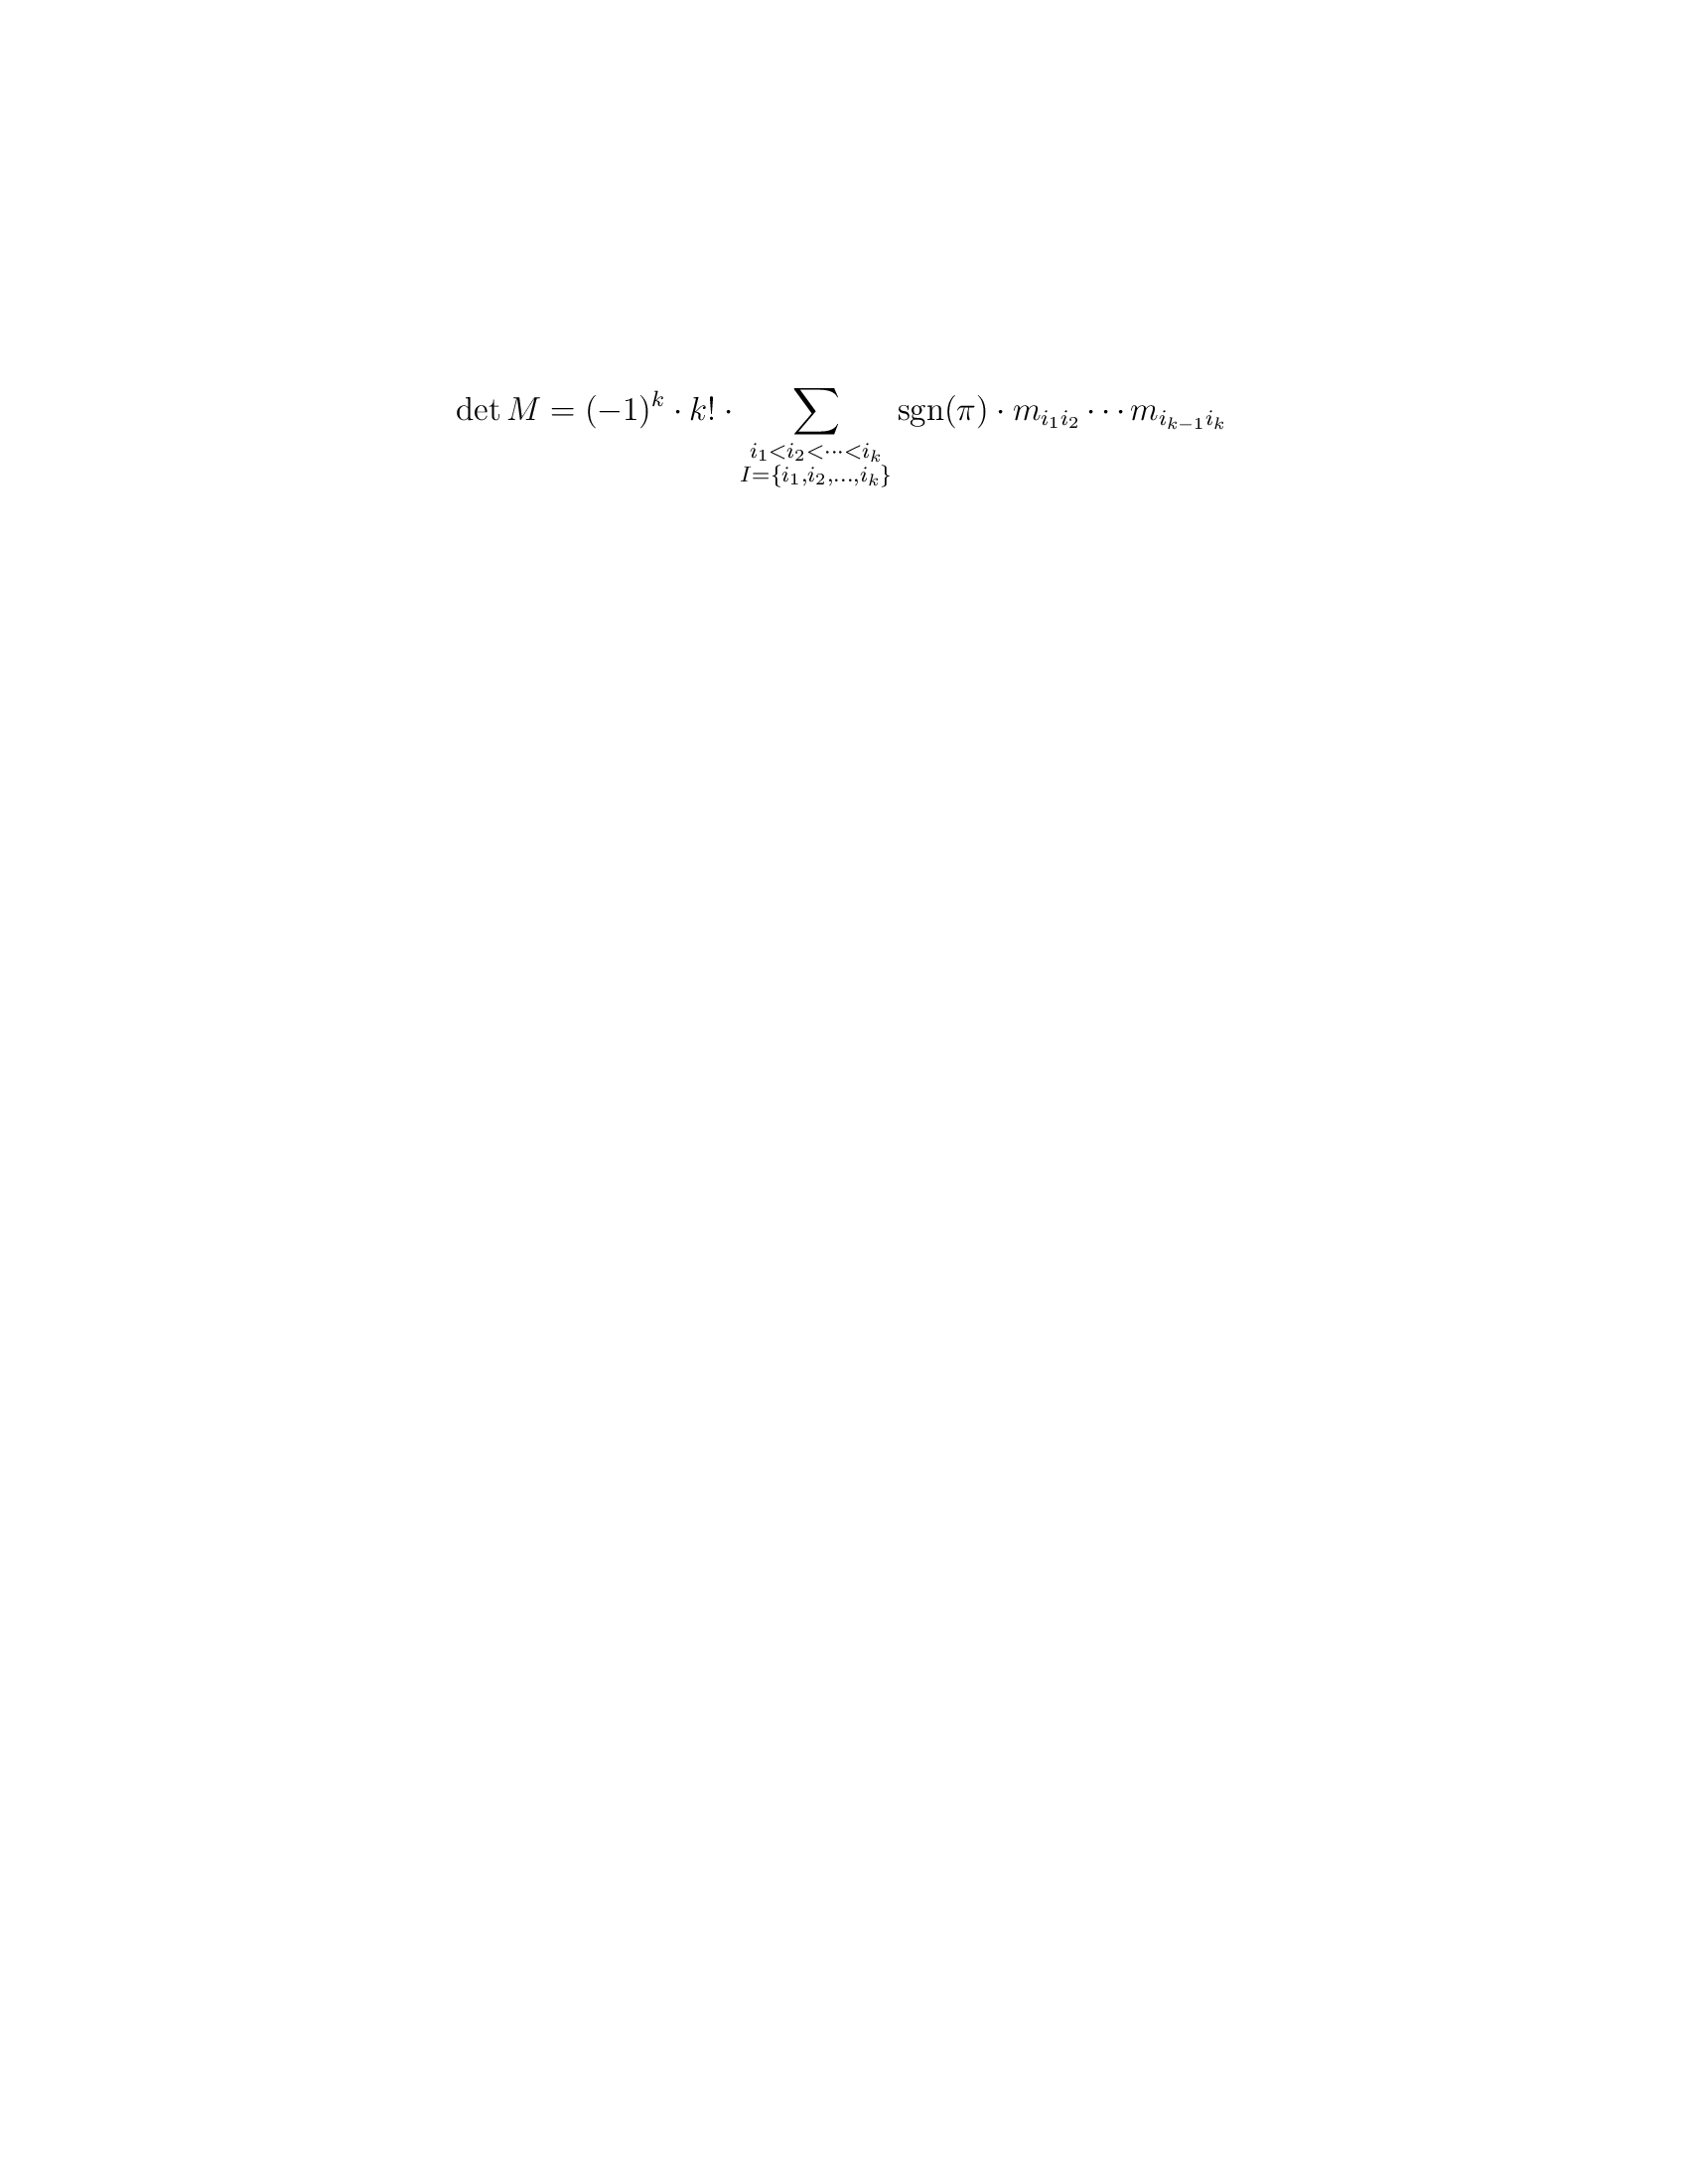 $$\det M = (-1)^k \cdot k! \cdot \sum_{\substack{i_1 < i_2 < \cdots < i_k \\ I = \{i_1, i_2, \ldots, i_k\}}} \operatorname{sgn}(\pi) \cdot m_{i_1 i_2} \cdots m_{i_{k-1} i_k}$$